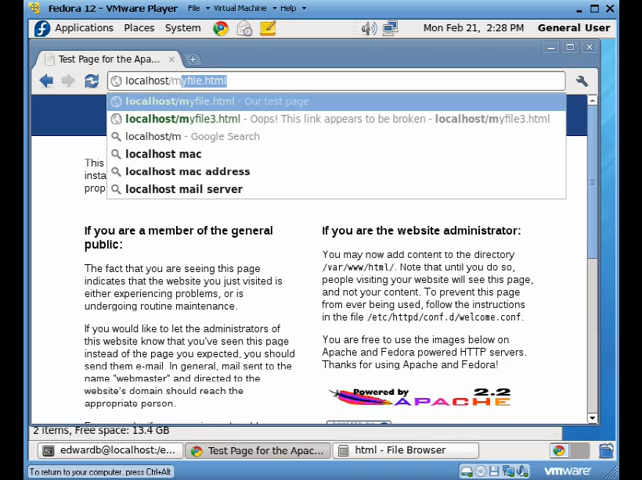 Fedora 12 - VMware Player File Virtual Machine Help
Applications Places System Mon Feb 21, 2:28 PM General User
Test Page for the Apa...
localhost/myfile.html
localhost/myfile.html - Our test page
localhost/myfile3.html - Oops! This link appears to be broken - localhost/myfile3.html
localhost/m - Google Search
localhost mac
localhost mac address
localhost mail server
This
insta
prop
If you are a member of the general
public:
The fact that you are seeing this page
indicates that the website you just visited is
either experiencing problems, or is
undergoing routine maintenance.
If you would like to let the administrators of
this website know that you've seen this page
instead of the page you expected, you should
send them e-mail. In general, mail sent to the
name "webmaster" and directed to the
website's domain should reach the
appropriate person.
If you are the website administrator:
You may now add content to the directory
/var/www/html/. Note that until you do so,
people visiting your website will see this page,
and not your content. To prevent this page
from ever being used, follow the instructions
in the file /etc/httpd/conf.d/welcome.conf.
You are free to use the images below on
Apache and Fedora powered HTTP servers.
Thanks for using Apache and Fedora!
Powered by 2.2
APACHE
2 items, Free space: 13.4 GB
edwardb@localhost:/e... Test Page for the Apac... html - File Browser
To return to your computer, press Ctrl+Alt. vmware